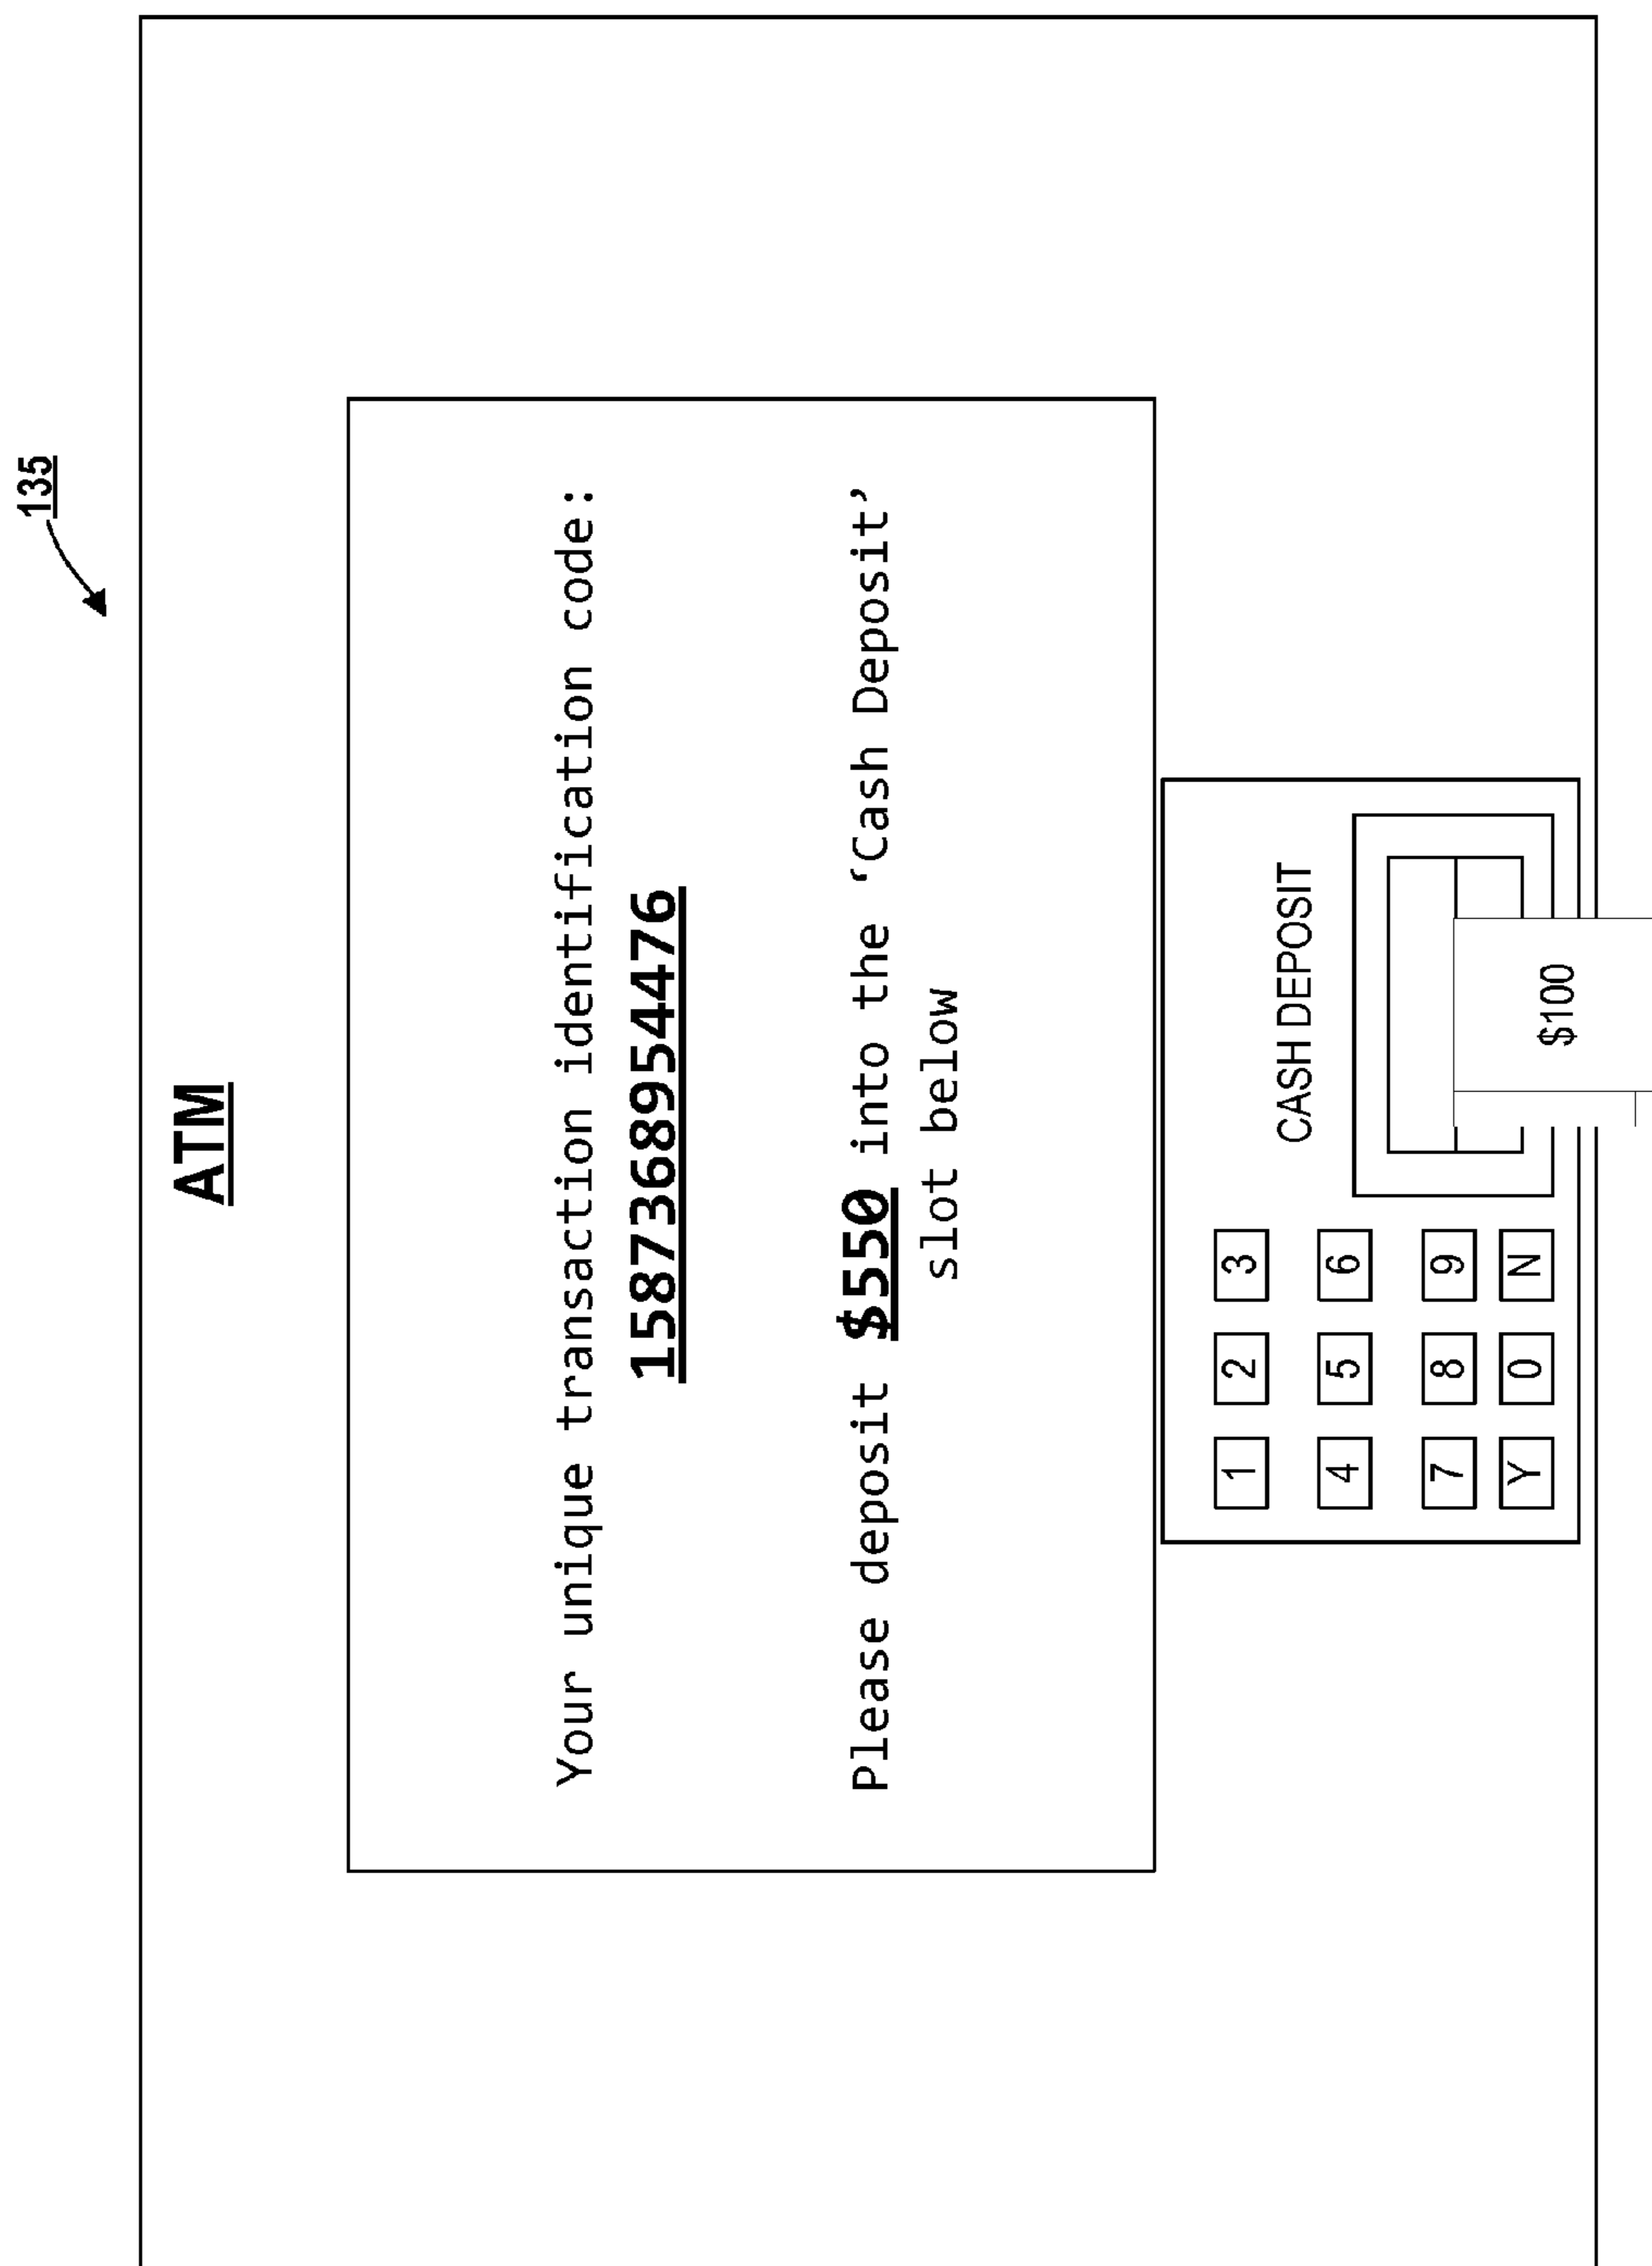 135
ATM
Your unique transaction identification code:
15873689544476
Please deposit $550 into the ‘Cash Deposit’
slot below
1 2 3
4 5 6
7 8 9
Y 0 N
CASH DEPOSIT
$100